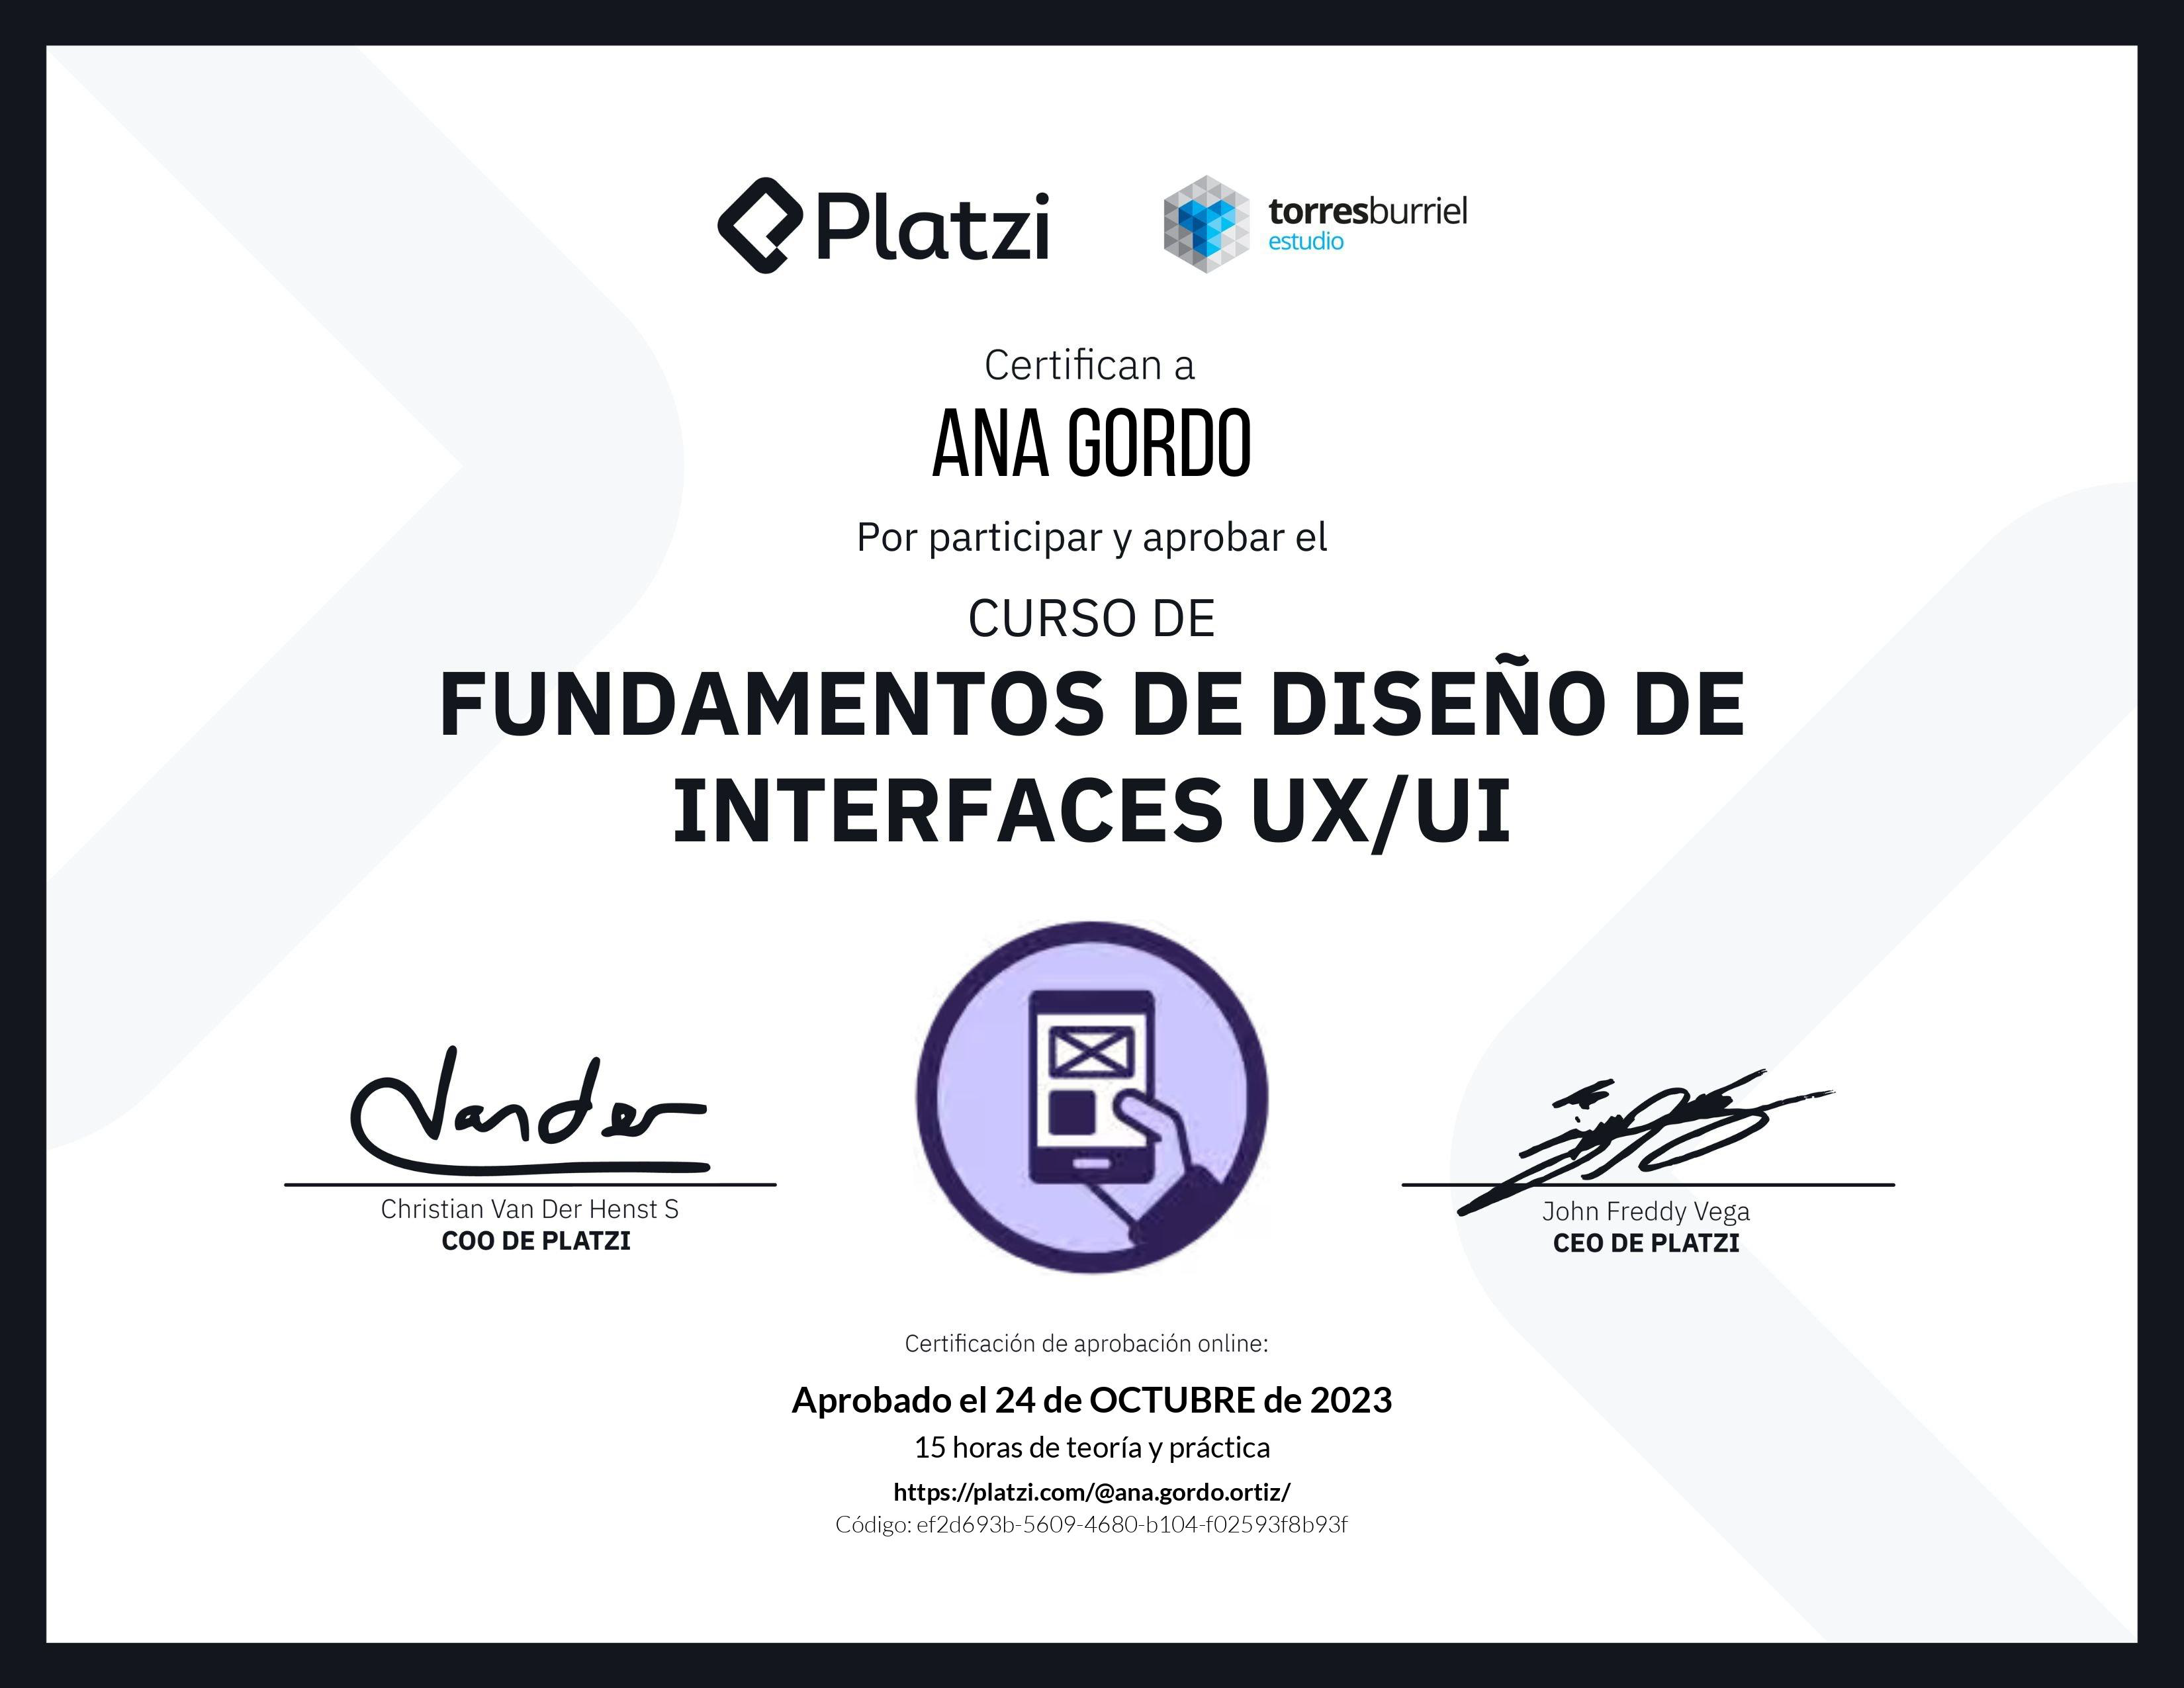 Platzi
torresburriel
estudio
Certifican a
ANA GORDO
Por participar y aprobar el
CURSO DE
FUNDAMENTOS DE DISEÑO DE
INTERFACES UX/UI
Vander
Christian Van Der Henst S
COO DE PLATZI
John Freddy Vega
CEO DE PLATZI
Certificación de aprobación online:
Aprobado el 24 de OCTUBRE de 2023
15 horas de teoría y práctica
https://platzi.com/@ana.gordo.ortiz/
Código: ef2d693b-5609-4680-b104-f02593f8b93f